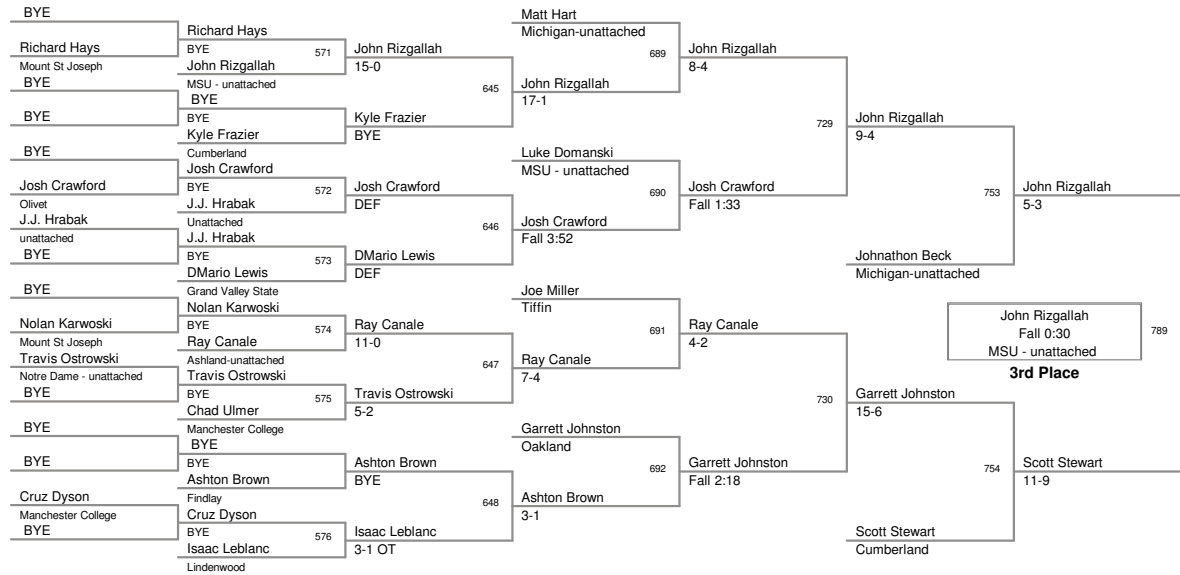 BYE
Richard Hays
Mount St Joseph
BYE
BYE
BYE
Josh Crawford
Olivet
J.J. Hrabak
unattached
BYE
BYE
Nolan Karwoski
Mount St Joseph
Travis Ostrowski
Notre Dame - unattached
BYE
BYE
BYE
Cruz Dyson
Manchester College
BYE
Richard Hays
BYE
571
John Rizgallah
MSU - unattached
BYE
BYE
Kyle Frazier
Cumberland
Josh Crawford
BYE
572
J.J. Hrabak
Unattached
J.J. Hrabak
BYE
573
DMario Lewis
Grand Valley State
Nolan Karwoski
BYE
574
Ray Canale
Ashland-unattached
Travis Ostrowski
BYE
575
Chad Ulmer
Manchester College
BYE
BYE
Ashton Brown
Findlay
Cruz Dyson
BYE
576
Isaac Leblanc
Lindenwood
John Rizgallah
15-0
645
Kyle Frazier
BYE
Josh Crawford
DEF
646
DMario Lewis
DEF
Ray Canale
11-0
647
Travis Ostrowski
5-2
Ashton Brown
BYE
648
Isaac Leblanc
3-1 OT
Matt Hart
Michigan-unattached
689
John Rizgallah
17-1
Luke Domanski
MSU - unattached
690
Josh Crawford
Fall 3:52
Joe Miller
Tiffin
691
Ray Canale
7-4
Garrett Johnston
Oakland
692
Ashton Brown
3-1
John Rizgallah
8-4
729
Josh Crawford
Fall 1:33
Ray Canale
4-2
730
Garrett Johnston
Fall 2:18
John Rizgallah
9-4
753
Johnathon Beck
Michigan-unattached
Garrett Johnston
15-6
754
Scott Stewart
Cumberland
John Rizgallah
5-3
John Rizgallah
Fall 0:30
MSU - unattached
789
3rd Place
Scott Stewart
11-9